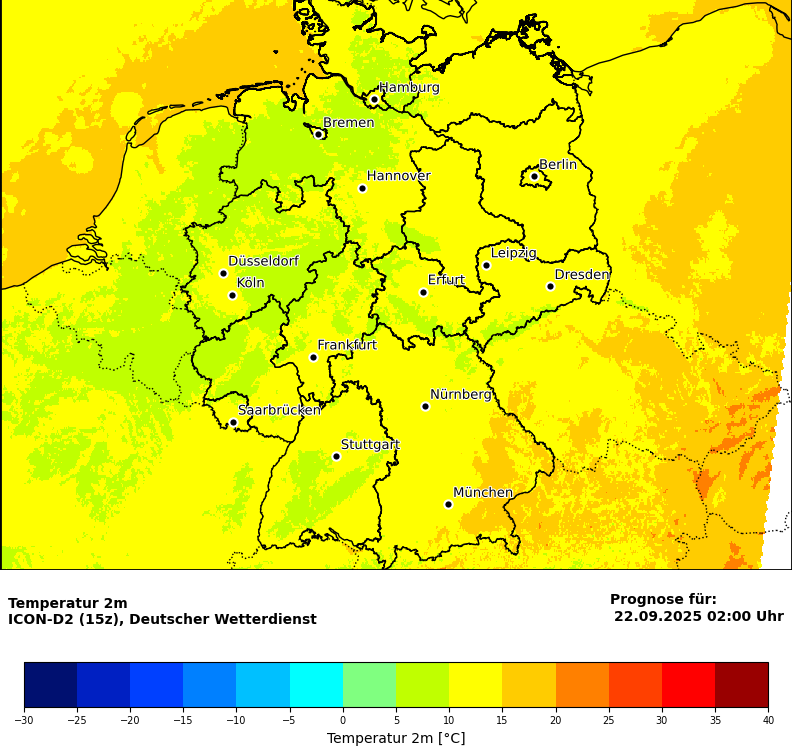 Hamburg
Bremen
Berlin
Hannover
Leipzig
Düsseldorf
Dresden
Köln
Erfurt
Frankfurt
Nürnberg
Saarbrücken
Stuttgart
München
Temperatur 2m
ICON-D2 (15z), Deutscher Wetterdienst
Prognose für:
22.09.2025 02:00 Uhr
−30 −25 −20 −15 −10 −5 0 5 10 15 20 25 30 35 40
Temperatur 2m [°C]